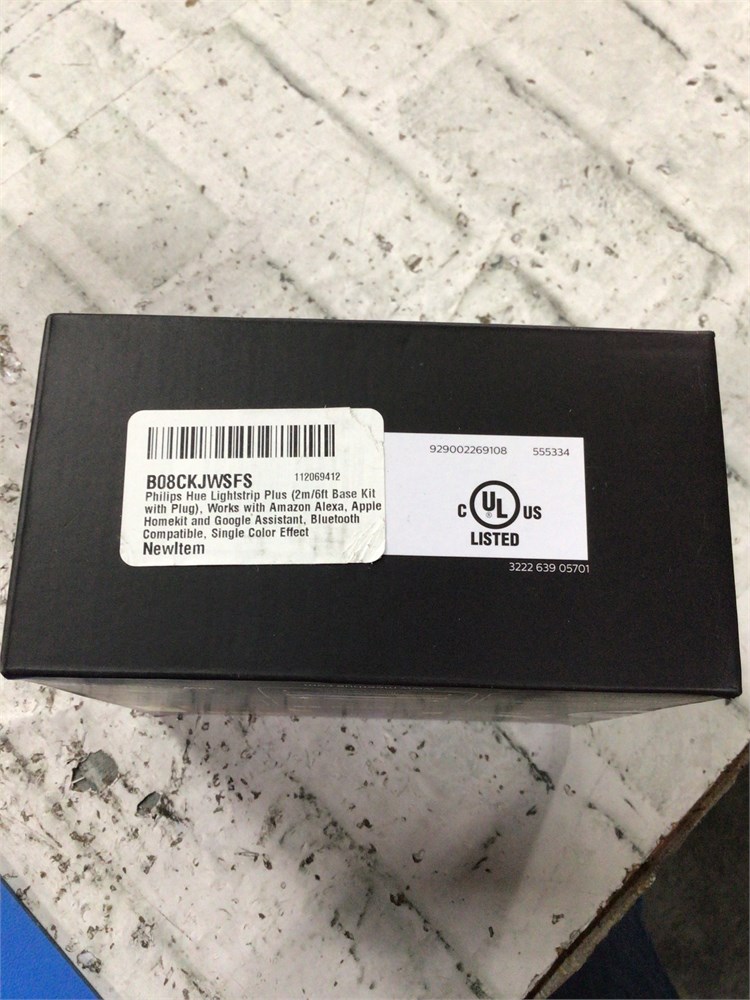 B08CKJWSFS 112069412
Philips Hue Lightstrip Plus (2m/6ft Base Kit
with Plug), Works with Amazon Alexa, Apple
Homekit and Google Assistant, Bluetooth
Compatible, Single Color Effect
NewItem
929002269108 555334
C UL US
LISTED
3222 639 05701